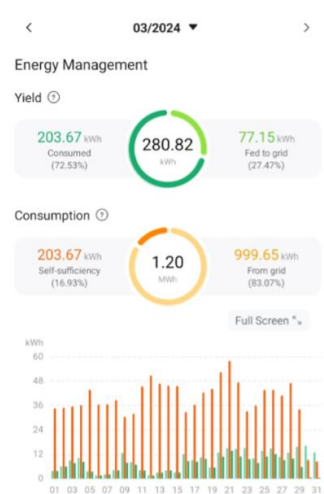 < 03/2024 ▼ >
Energy Management
Yield ?
203.67 kWh
Consumed
(72.53%)
280.82
kWh
77.15 kWh
Fed to grid
(27.47%)
Consumption ?
203.67 kWh
Self-sufficiency
(16.93%)
1.20
MWh
999.65 kWh
From grid
(83.07%)
Full Screen
kWh
60
48
36
24
12
0
01 03 05 07 09 11 13 15 17 19 21 23 25 27 29 31